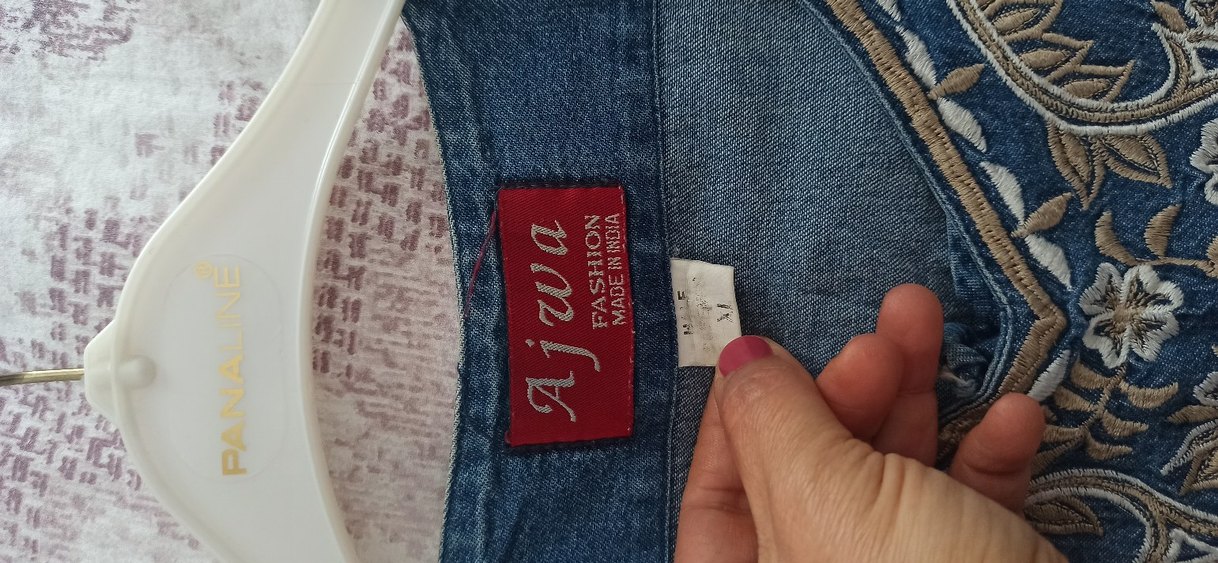 PANALINE®
Ajwa
FASHION
MADE IN INDIA
XL